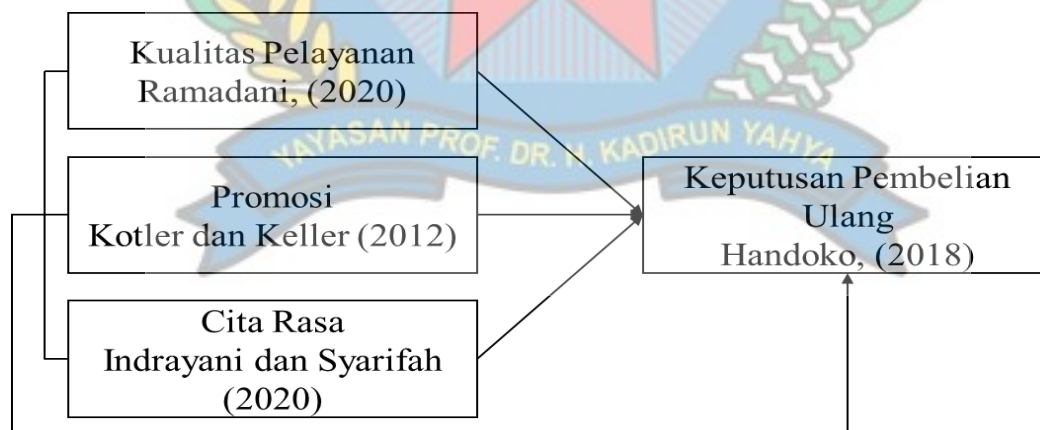 Kualitas Pelayanan
Ramadani, (2020)
YAYASAN PROF. DR. H. KADIRUN YAHYA
Promosi
Kotler dan Keller (2012)
Keputusan Pembelian
Ulang
Handoko, (2018)
Cita Rasa
Indrayani dan Syarifah
(2020)